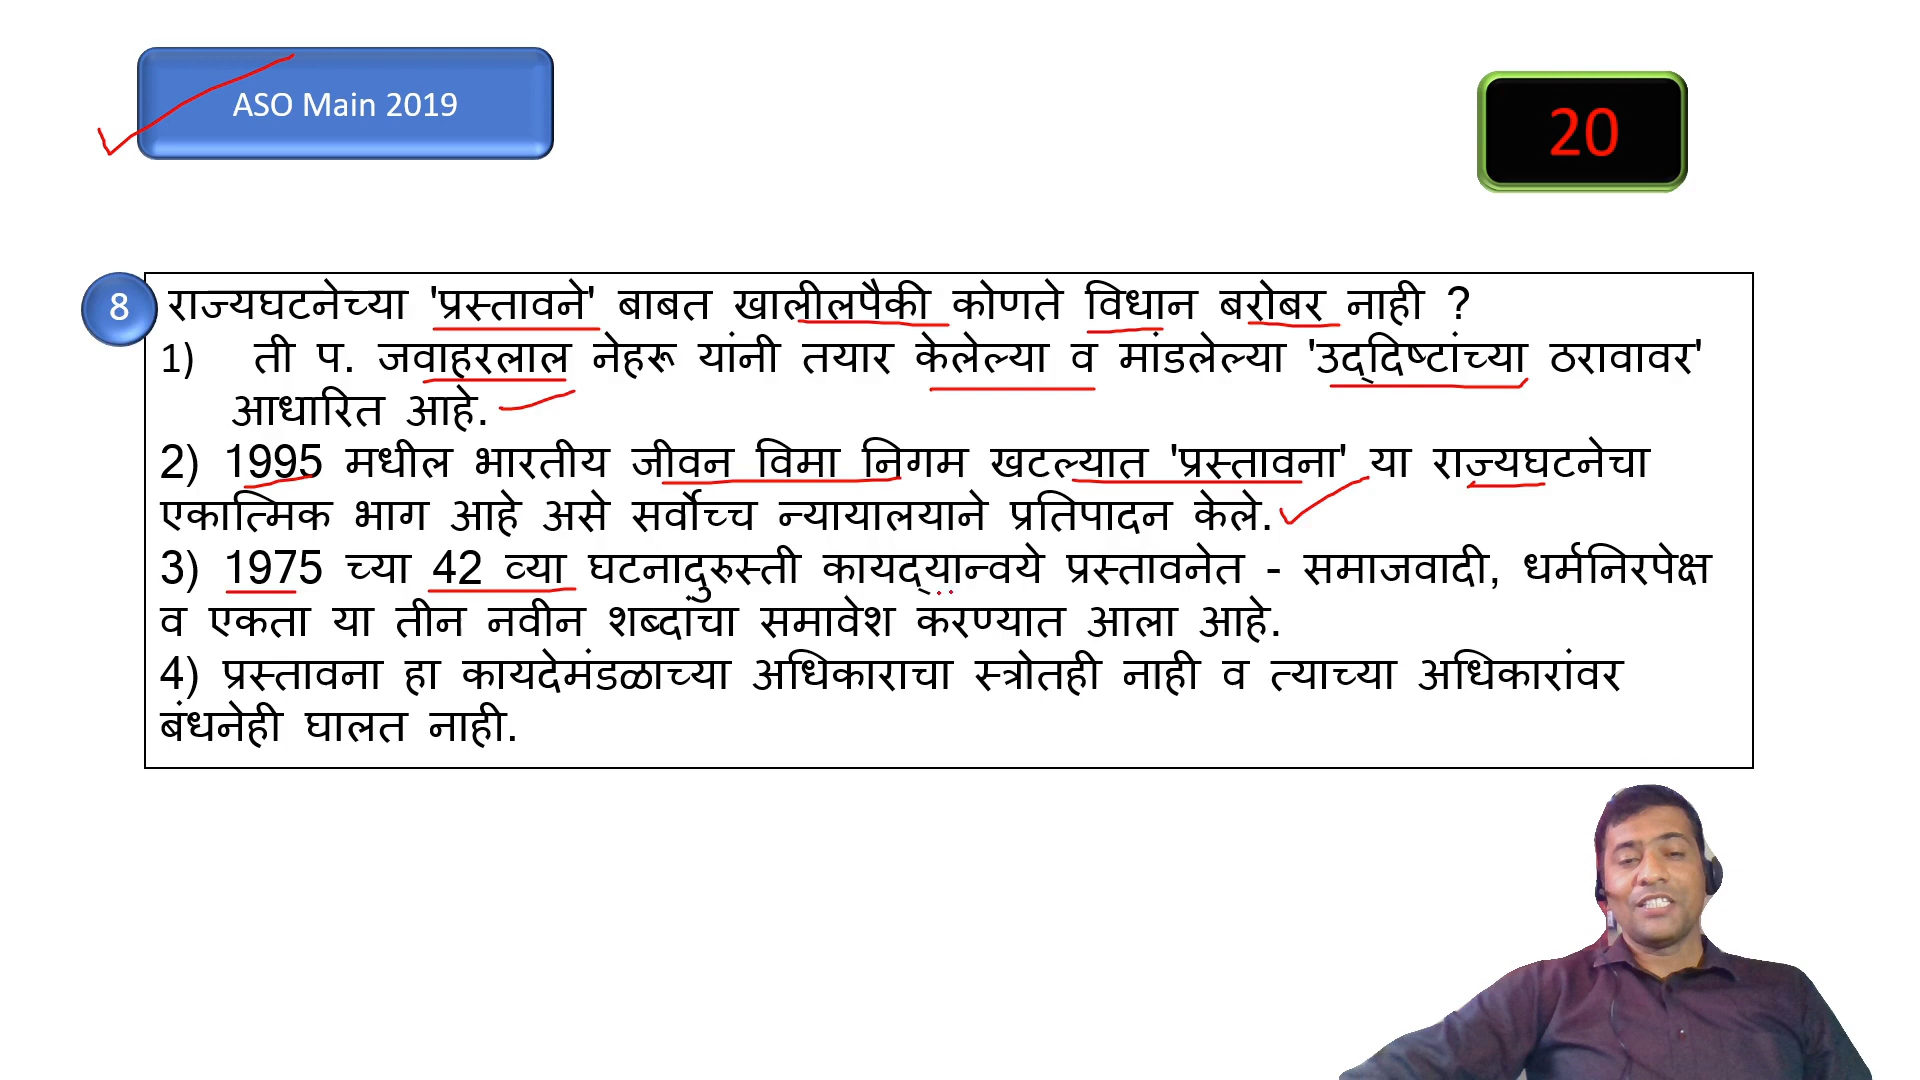 ASO Main 2019
20
8
राज्यघटनेच्या 'प्रस्तावने' बाबत खालीलपैकी कोणते विधान बरोबर नाही ?
1) ती प. जवाहरलाल नेहरू यांनी तयार केलेल्या व मांडलेल्या 'उद्दिष्टांच्या ठरावावर'
आधारित आहे.
2) 1995 मधील भारतीय जीवन विमा निगम खटल्यात 'प्रस्तावना' या राज्यघटनेचा
एकात्मिक भाग आहे असे सर्वोच्च न्यायालयाने प्रतिपादन केले.
3) 1975 च्या 42 व्या घटनादुरुस्ती कायद्यान्वये प्रस्तावनेत - समाजवादी, धर्मनिरपेक्ष
व एकता या तीन नवीन शब्दांचा समावेश करण्यात आला आहे.
4) प्रस्तावना हा कायदेमंडळाच्या अधिकाराचा स्त्रोतही नाही व त्याच्या अधिकारांवर
बंधनेही घालत नाही.